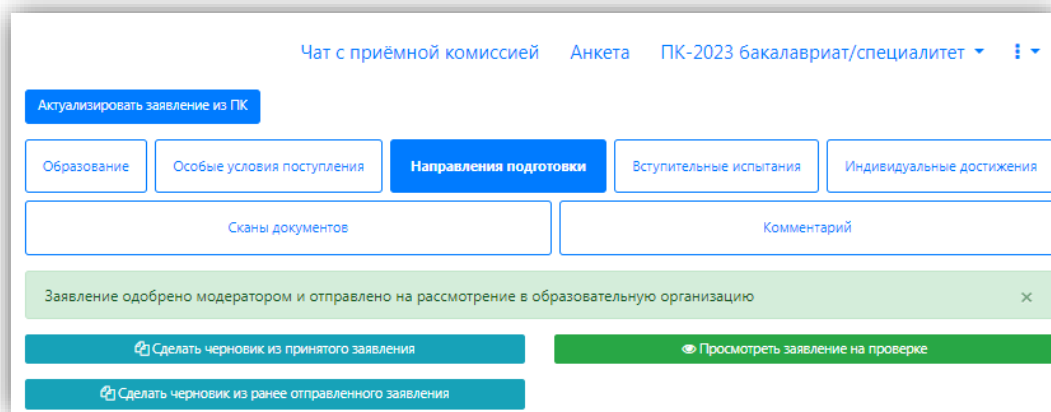 Чат с приёмной комиссией Анкета ПК-2023 бакалавриат/специалитет
Актуализировать заявление из ПК
Образование Особые условия поступления Направления подготовки Вступительные испытания Индивидуальные достижения
Сканы документов Комментарий
Заявление одобрено модератором и отправлено на рассмотрение в образовательную организацию ×
Сделать черновик из принятого заявления Просмотреть заявление на проверке
Сделать черновик из ранее отправленного заявления